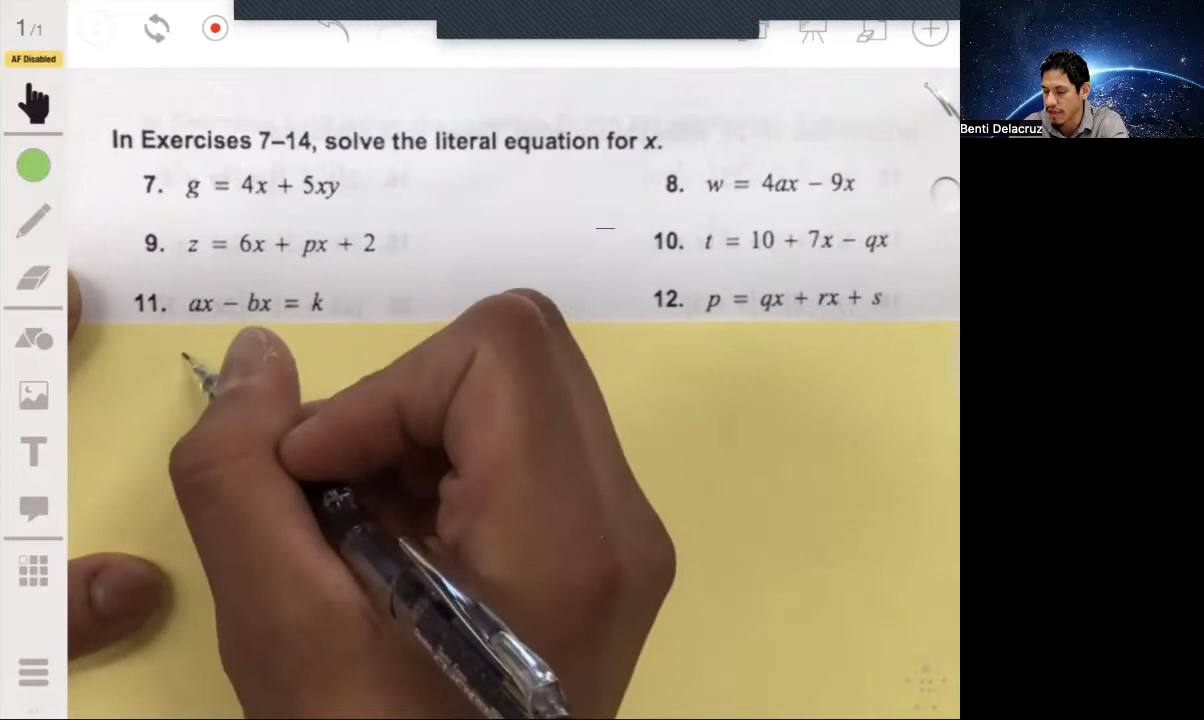 1/1
AF Disabled
Benti Delacruz
In Exercises 7–14, solve the literal equation for x.
7. g = 4x + 5xy
8. w = 4ax − 9x
9. z = 6x + px + 2
10. t = 10 + 7x − qx
11. ax − bx = k
12. p = qx + rx + s
T